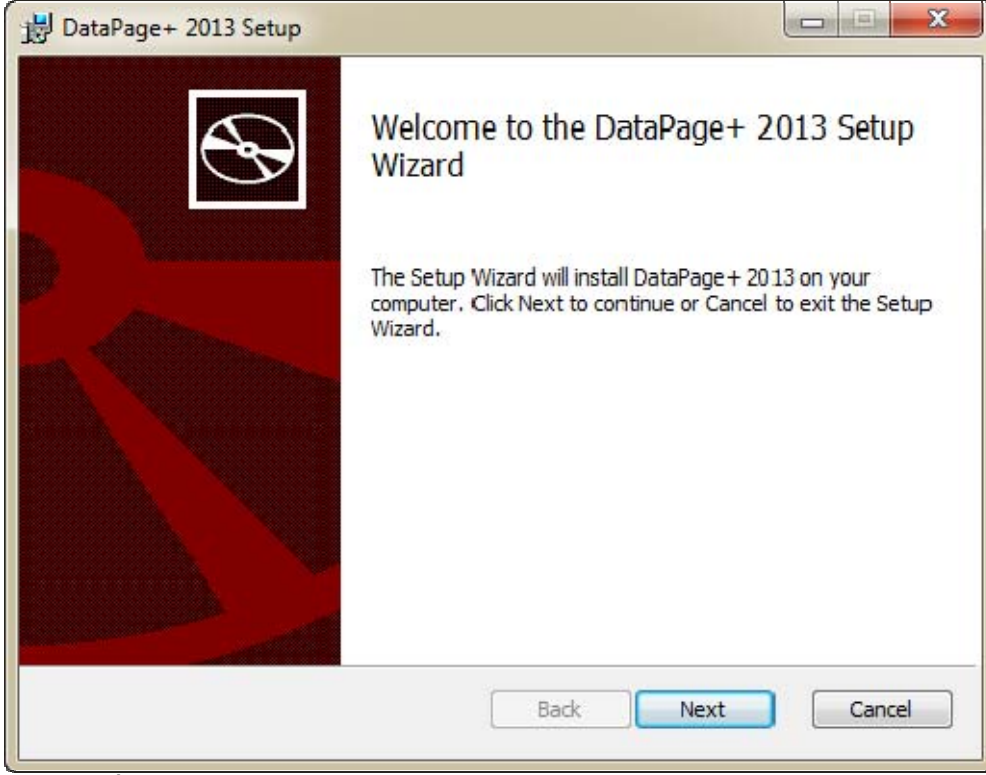 DataPage+ 2013 Setup
Welcome to the DataPage+ 2013 Setup
Wizard
The Setup Wizard will install DataPage+ 2013 on your
computer. Click Next to continue or Cancel to exit the Setup
Wizard.
Back Next Cancel